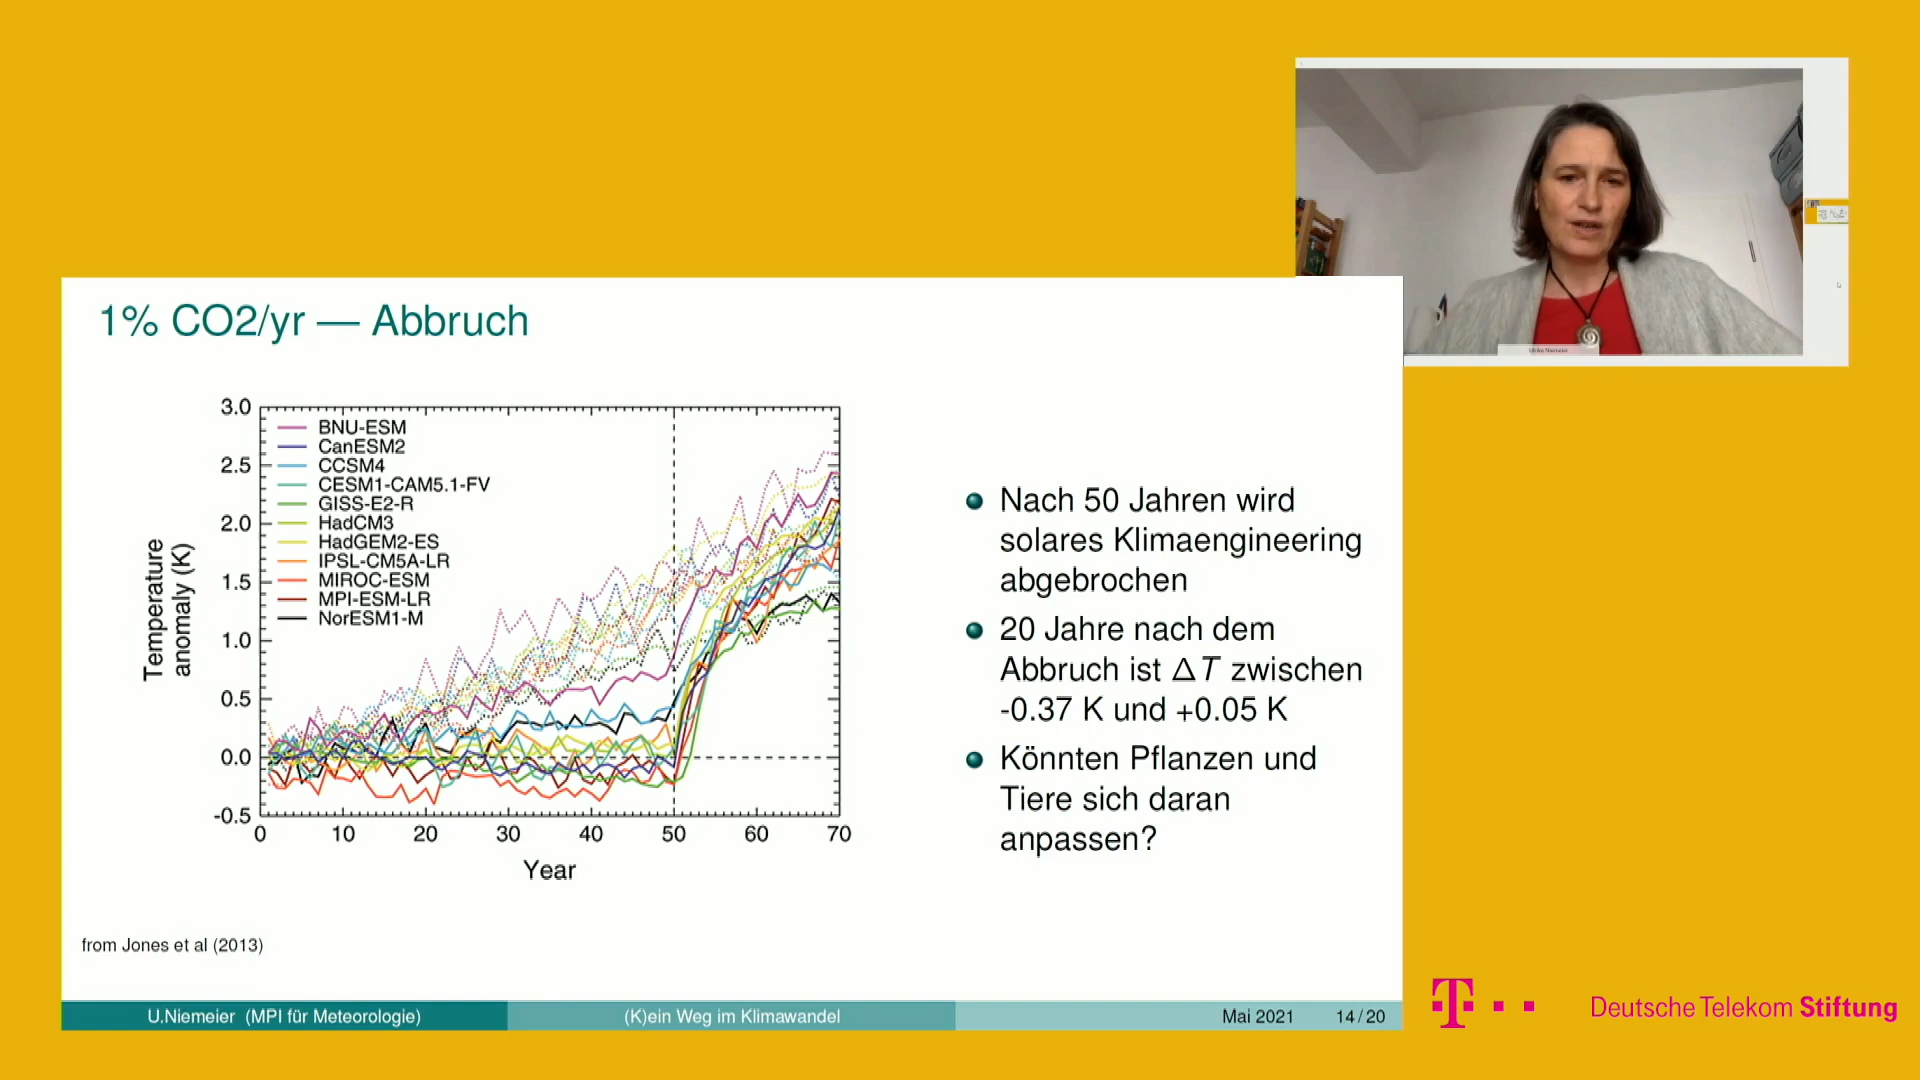 1% CO2/yr — Abbruch
3.0
2.5
2.0
1.5
1.0
0.5
0.0
-0.5
Temperature
anomaly (K)
BNU-ESM
CanESM2
CCSM4
CESM1-CAM5.1-FV
GISS-E2-R
HadCM3
HadGEM2-ES
IPSL-CM5A-LR
MIROC-ESM
MPI-ESM-LR
NorESM1-M
0 10 20 30 40 50 60 70
Year
Nach 50 Jahren wird
solares Klimaengineering
abgebrochen
20 Jahre nach dem
Abbruch ist ΔT zwischen
-0.37 K und +0.05 K
Könnten Pflanzen und
Tiere sich daran
anpassen?
from Jones et al (2013)
U.Niemeier (MPI für Meteorologie)
(K)ein Weg im Klimawandel
Mai 2021
14/20
Ulrike Niemeier
T
Deutsche Telekom Stiftung